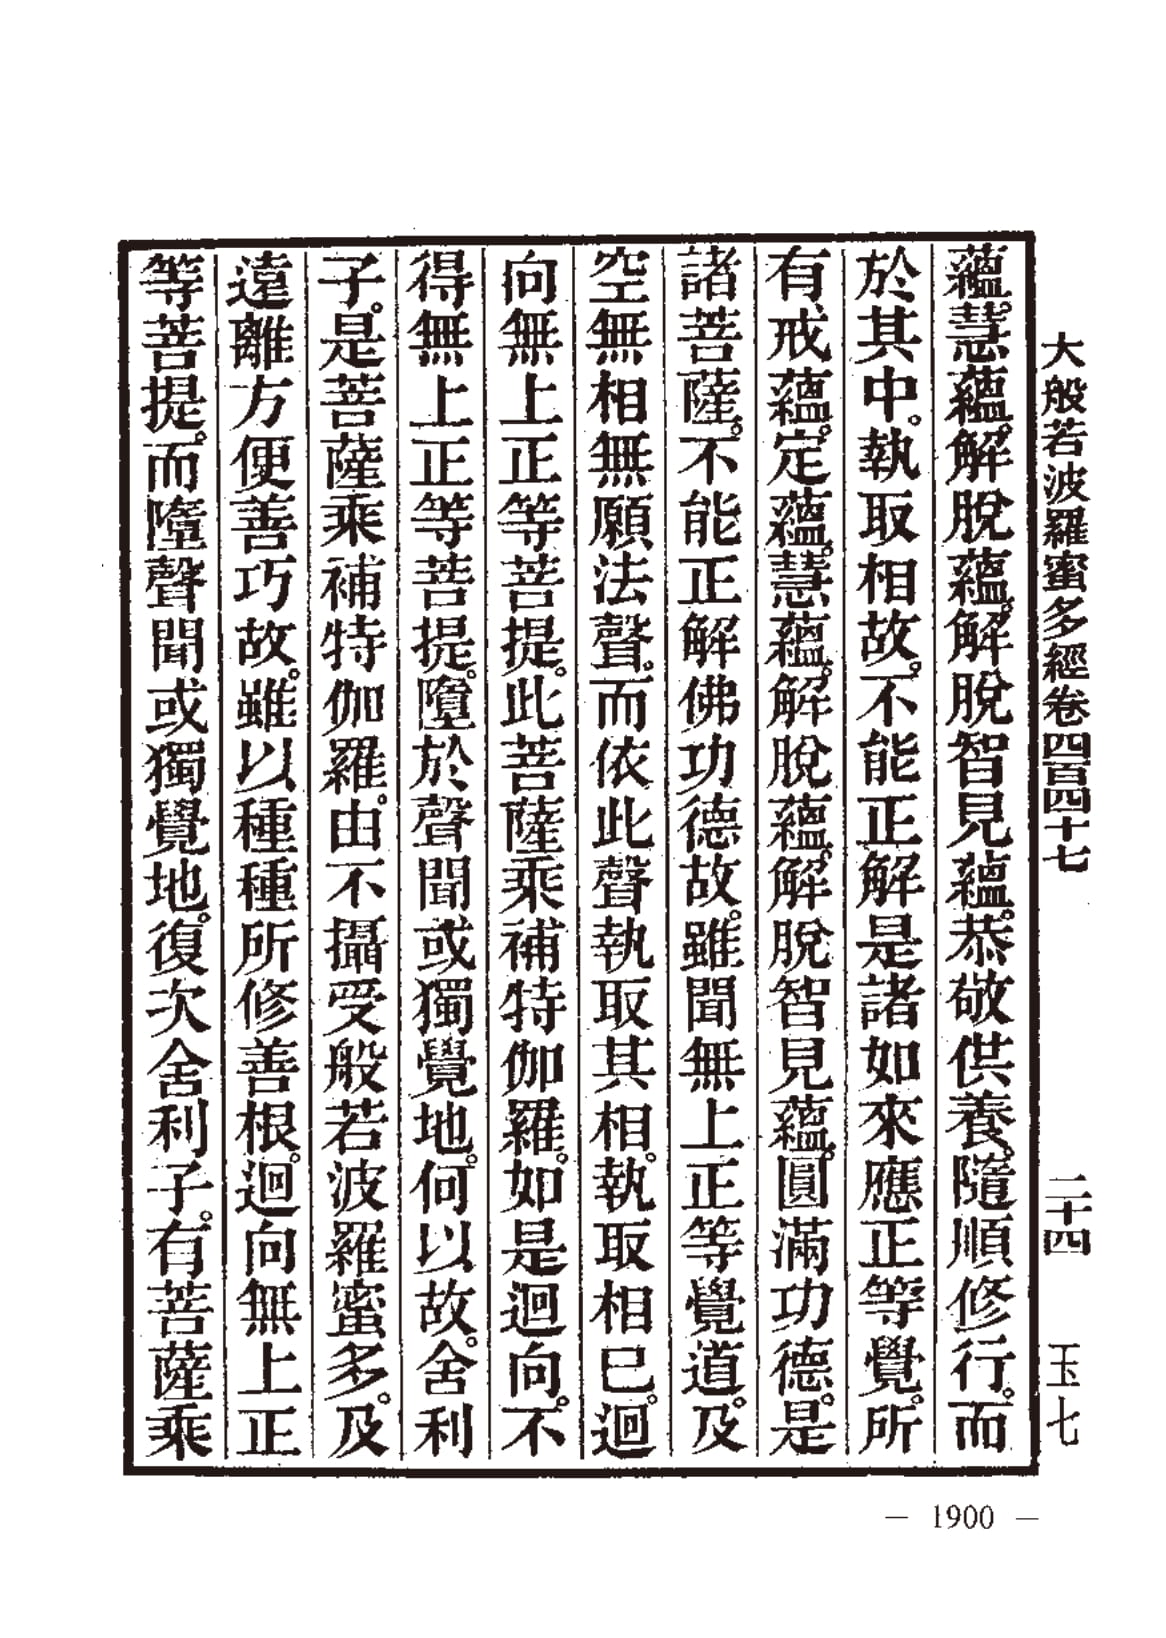 大般若波羅蜜多經卷四百四十七 二十四 玉七
蘊。慧蘊。解脫蘊。解脫智見蘊。恭敬供養。隨順修行。而
於其中。執取相故。不能正解是諸如來應正等覺。所
有戒蘊。定蘊。慧蘊。解脫蘊。解脫智見蘊。圓滿功德。是
諸菩薩。不能正解佛功德故。雖聞無上正等覺道。及
空無相無願法聲。而依此聲執取其相。執取相已。迴
向無上正等菩提。此菩薩乘補特伽羅。如是迴向。不
得無上正等菩提。墮於聲聞或獨覺地。何以故。舍利
子。是菩薩乘補特伽羅。由不攝受般若波羅蜜多。及
遠離方便善巧故。雖以種種所修善根。迴向無上正
等菩提。而墮聲聞或獨覺地。復次舍利子。有菩薩乘
— 1900 —